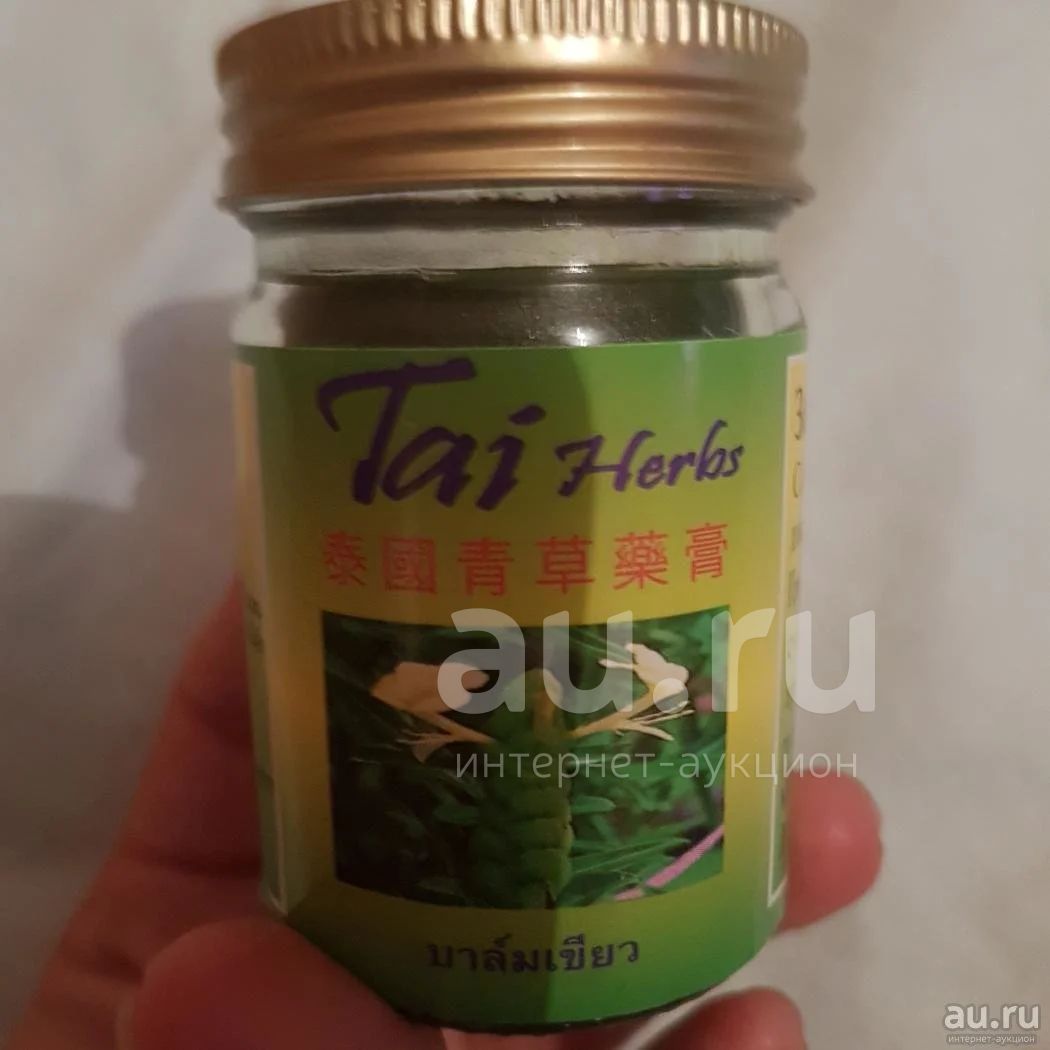 Tai Herbs
泰國青草藥膏
au.ru
интернет-аукцион
บาล์มเขียว
au.ru
интернет-аукцион